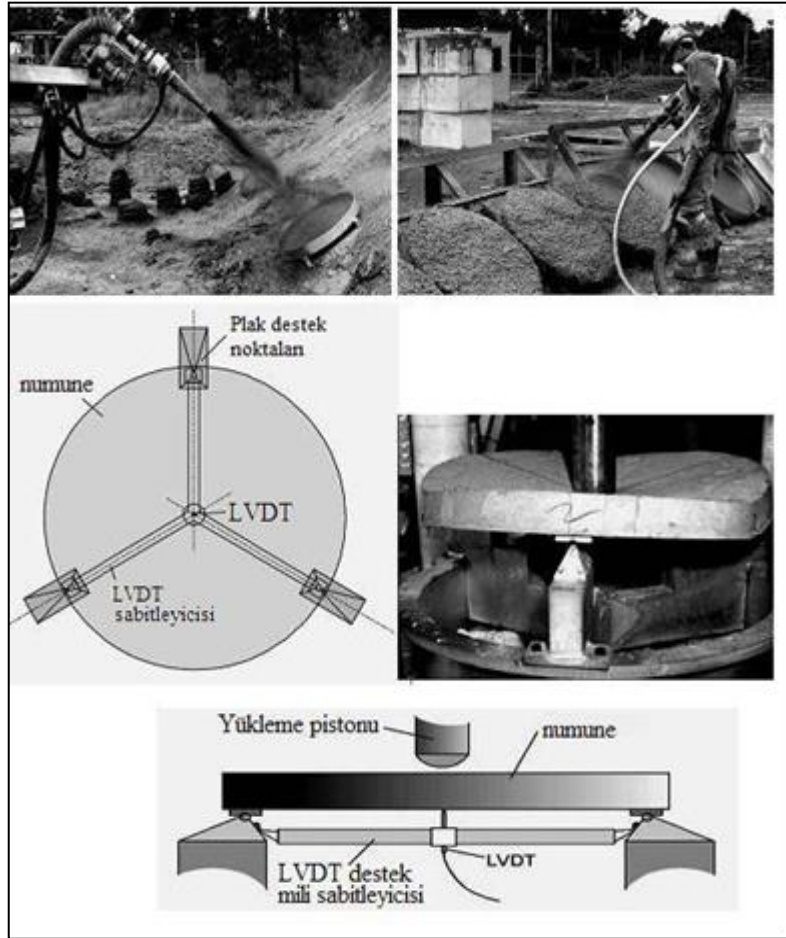 Plak destek
noktaları
numune
LVDT
LVDT
sabitleyicisi
Yükleme pistonu
numune
LVDT
LVDT destek
mili sabitleyicisi